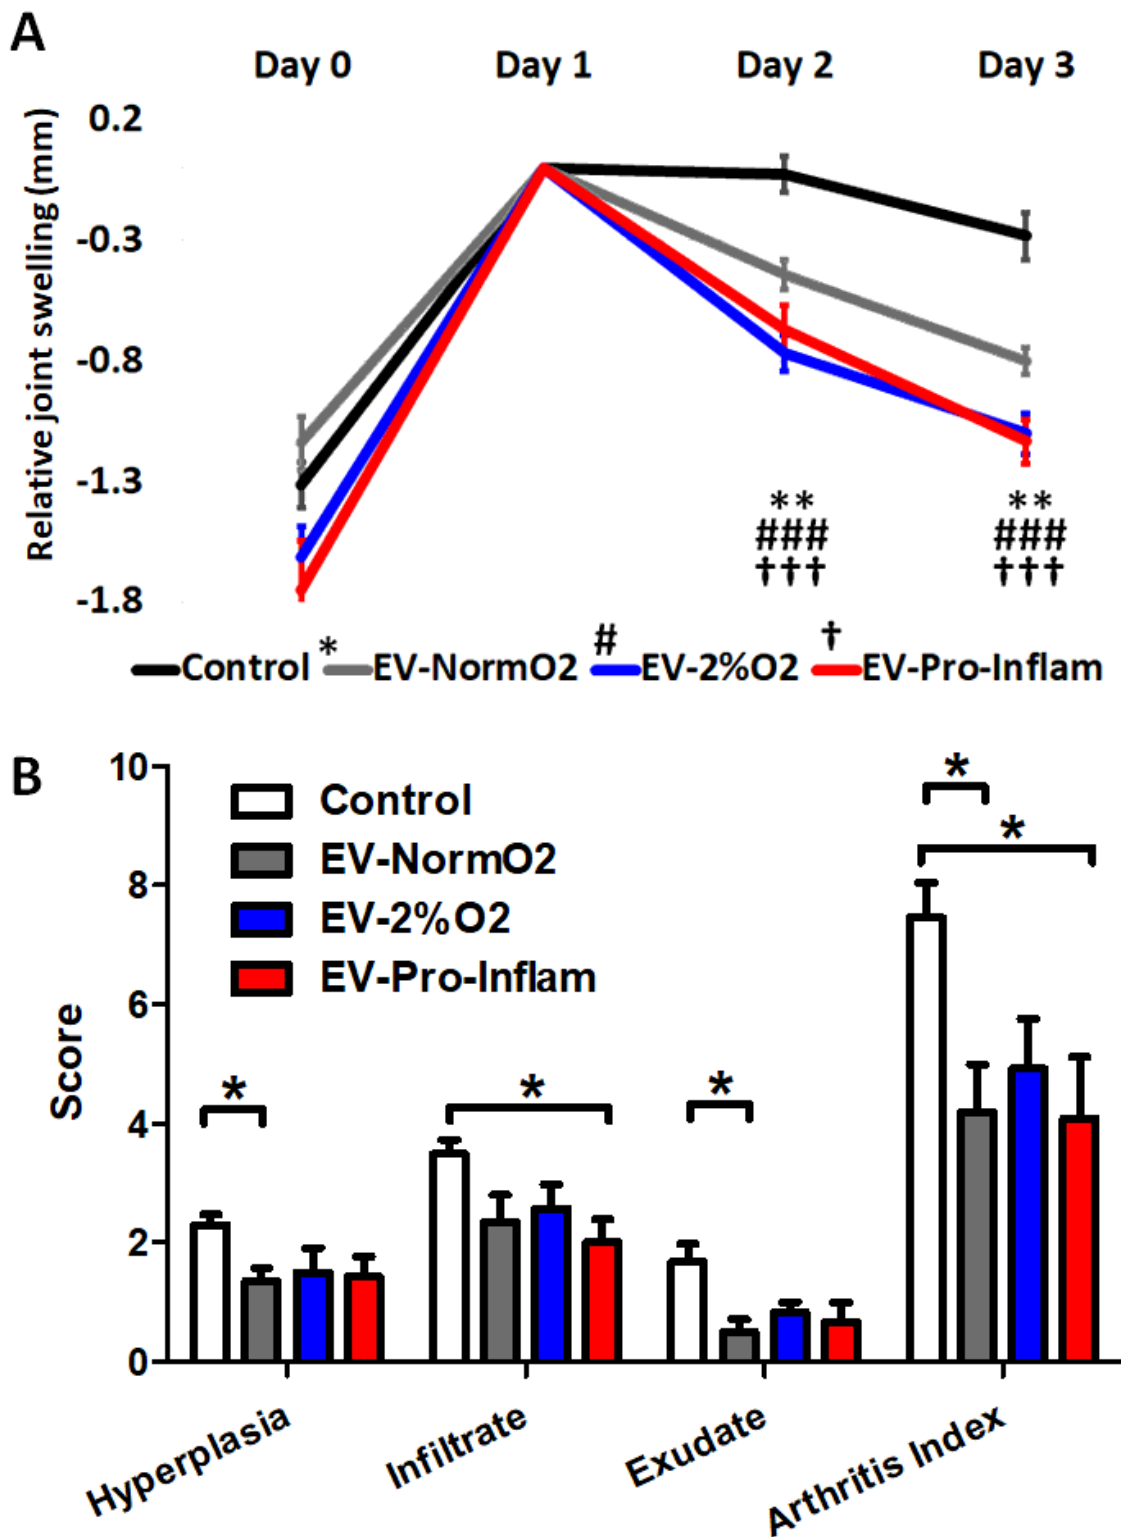 A
Day 0 Day 1 Day 2 Day 3
Relative joint swelling (mm)
0.2
-0.3
-0.8
-1.3
-1.8
** **
### ###
††† †††
Control * EV-NormO2 # EV-2%O2 † EV-Pro-Inflam
B
Score
10
8
6
4
2
0
Control
EV-NormO2
EV-2%O2
EV-Pro-Inflam
*
*
*
*
*
Hyperplasia Infiltrate Exudate Arthritis Index